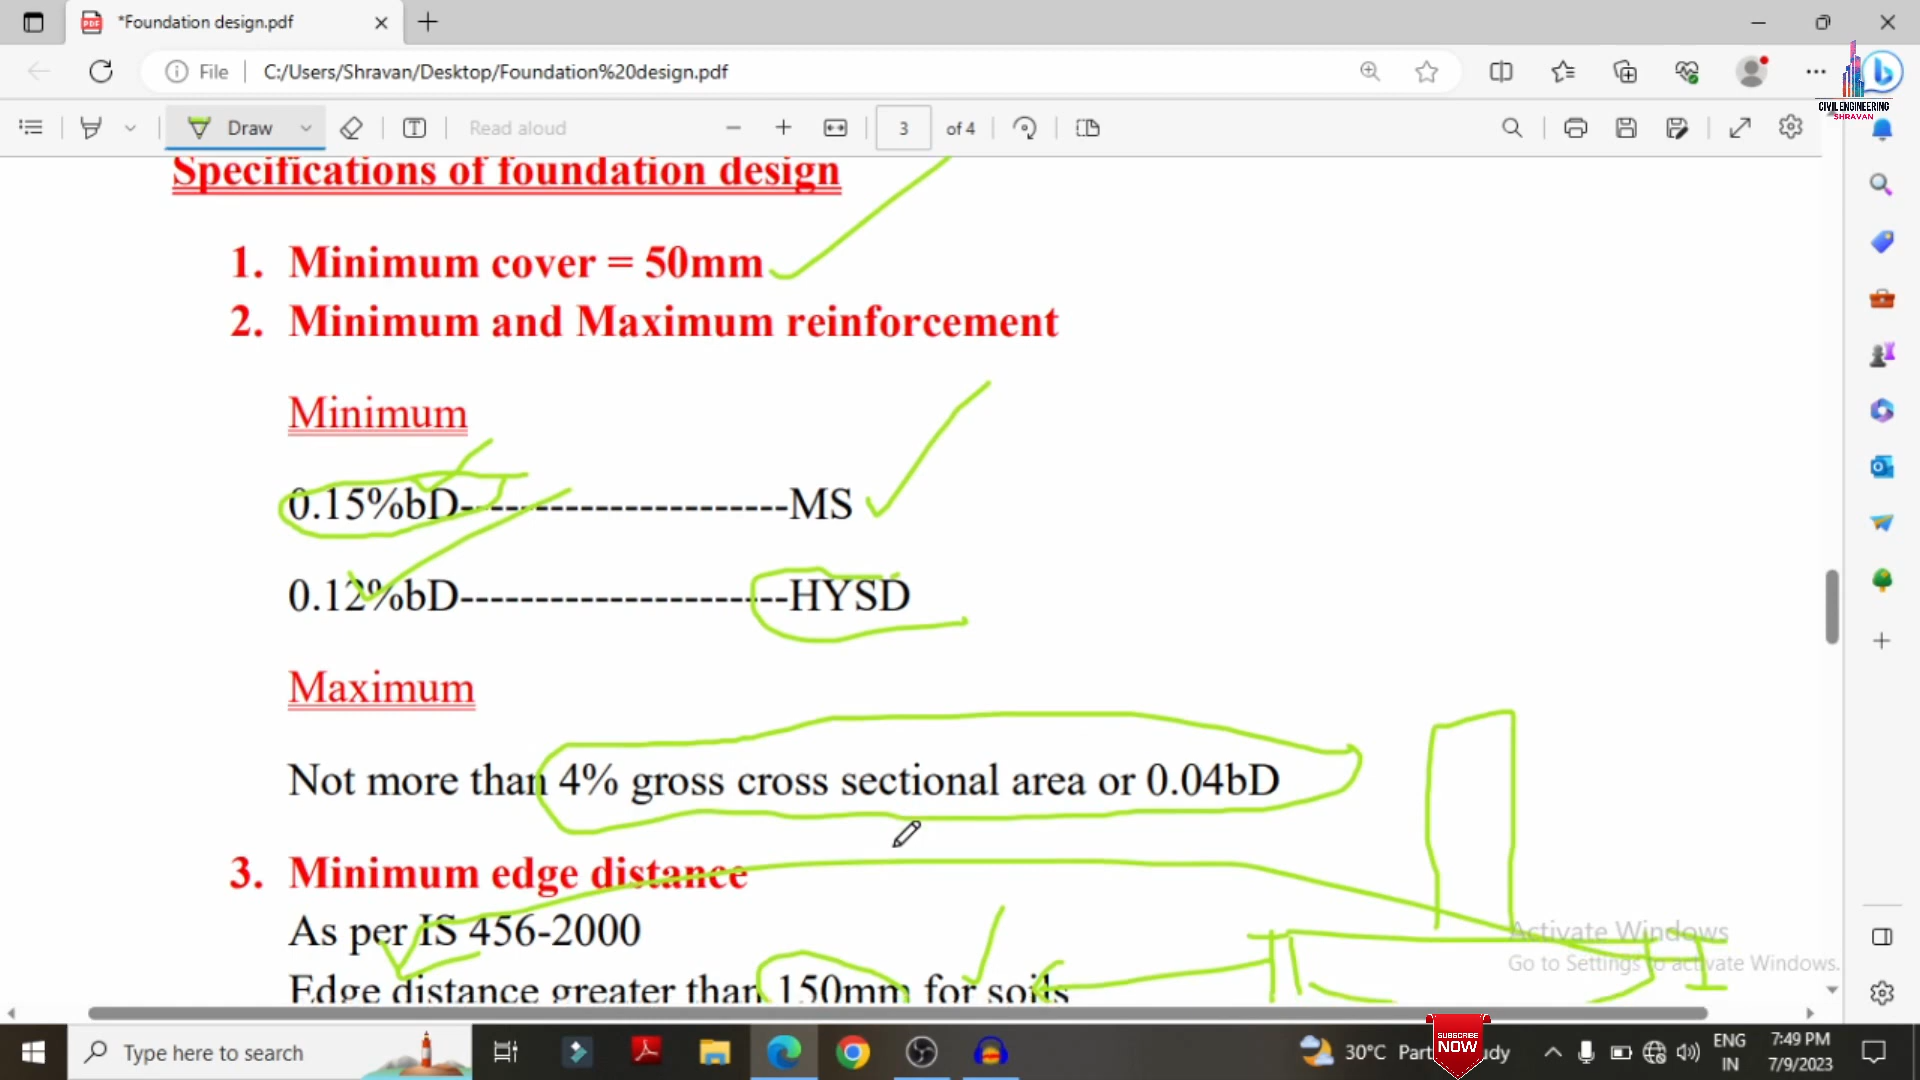 *Foundation design.pdf
File
C:/Users/Shravan/Desktop/Foundation%20design.pdf
CIVIL ENGINEERING
SHRAVAN
Draw
Read aloud
3 of 4
Specifications of foundation design
1. Minimum cover = 50mm
2. Minimum and Maximum reinforcement
Minimum
0.15%bD----------------------MS
0.12%bD----------------------HYSD
Maximum
Not more than 4% gross cross sectional area or 0.04bD
3. Minimum edge distance
As per IS 456-2000
Edge distance greater than 150mm for soils
Activate Windows
Go to Settings to activate Windows.
Type here to search
30°C
SUBSCRIBE
NOW
ENG
IN
7:49 PM
7/9/2023